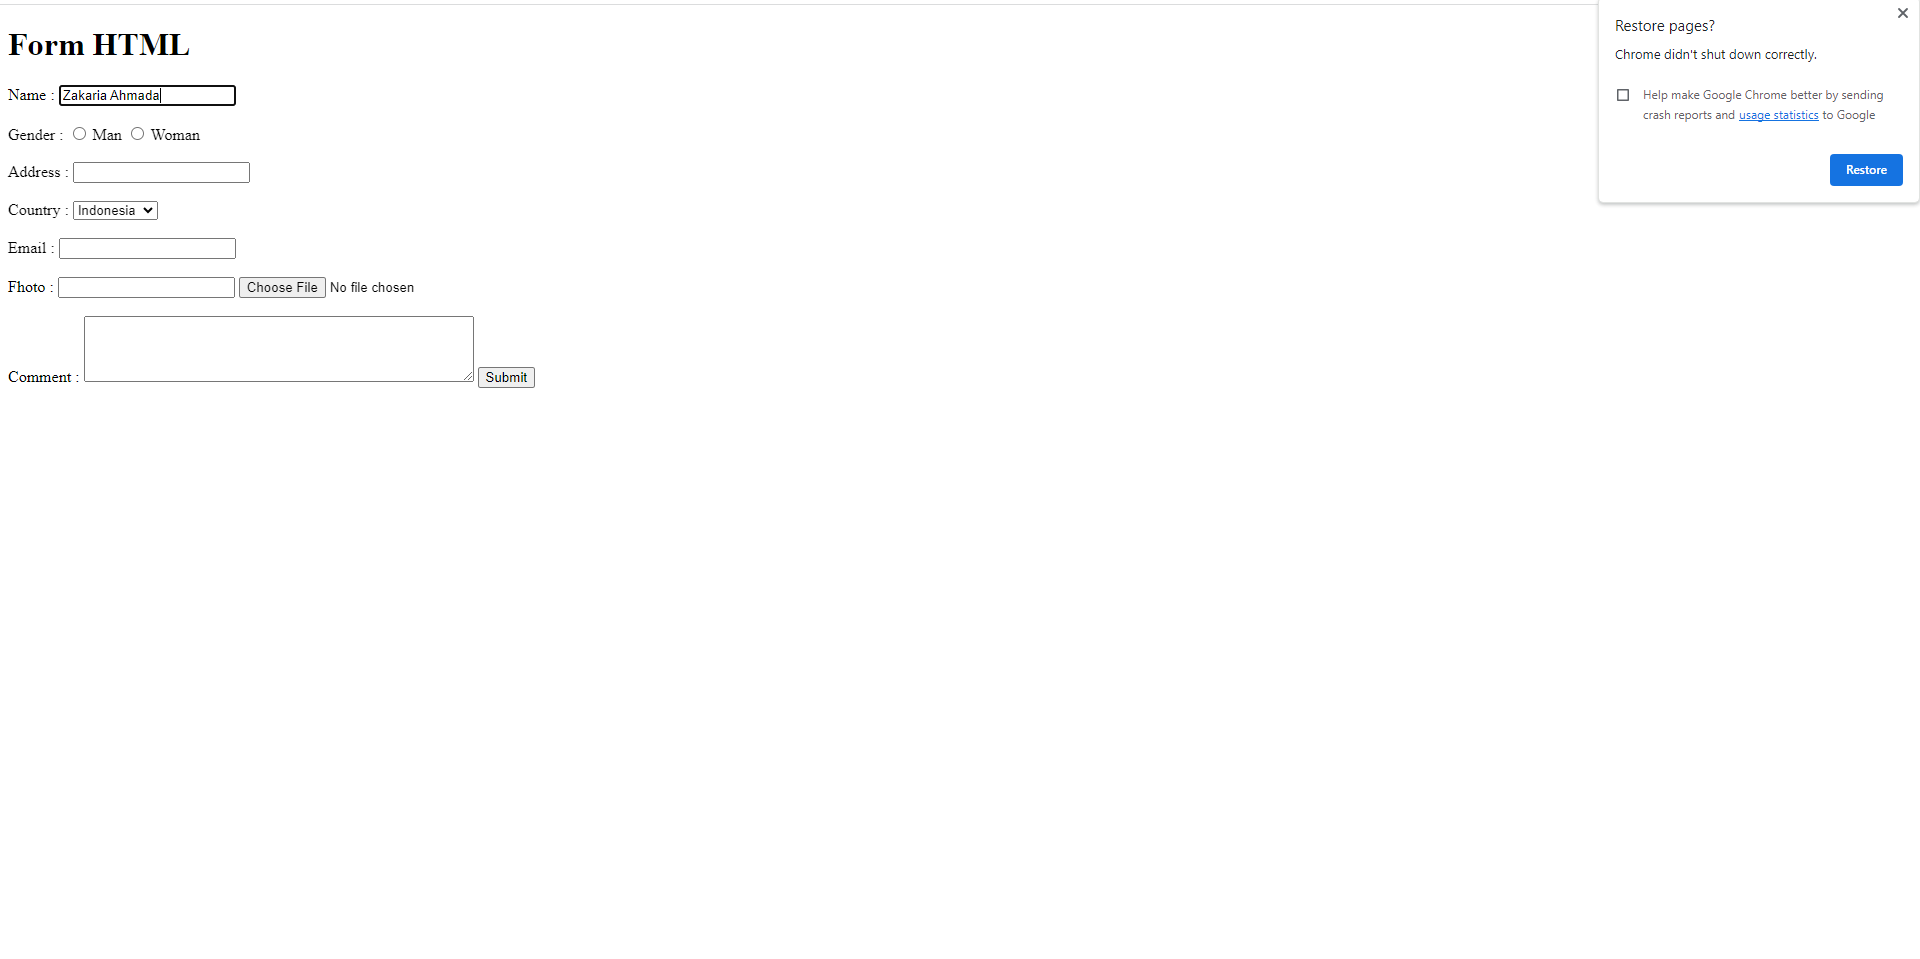 Form HTML
Name : Zakaria Ahmada
Gender : Man Woman
Address :
Country : Indonesia
Email :
Fhoto : Choose File No file chosen
Comment : Submit
Restore pages?
Chrome didn't shut down correctly.
Help make Google Chrome better by sending
crash reports and usage statistics to Google
Restore